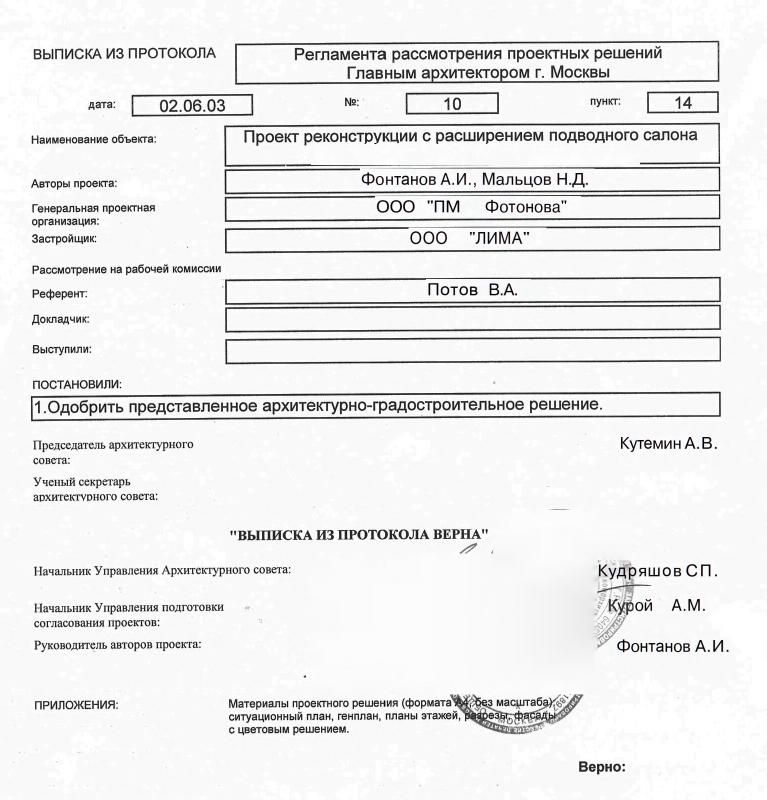 ВЫПИСКА ИЗ ПРОТОКОЛА
Регламента рассмотрения проектных решений
Главным архитектором г. Москвы
дата: 02.06.03 №: 10 пункт: 14
Наименование объекта: Проект реконструкции с расширением подводного салона
Авторы проекта: Фонтанов А.И., Мальцов Н.Д.
Генеральная проектная
организация: ООО "ПМ Фотонова"
Застройщик: ООО "ЛИМА"
Рассмотрение на рабочей комиссии
Референт: Потов В.А.
Докладчик:
Выступили:
ПОСТАНОВИЛИ:
1.Одобрить представленное архитектурно-градостроительное решение.
Председатель архитектурного
совета: Кутемин А.В.
Ученый секретарь
архитектурного совета:
"ВЫПИСКА ИЗ ПРОТОКОЛА ВЕРНА"
Начальник Управления Архитектурного совета: Кудряшов СП.
Начальник Управления подготовки
согласования проектов: Курой А.М.
Руководитель авторов проекта: Фонтанов А.И.
ПРИЛОЖЕНИЯ: Материалы проектного решения (формата А4, без масштаба):
ситуационный план, генплан, планы этажей, разрезы, фасады
с цветовым решением.
МОСКВА
Верно: